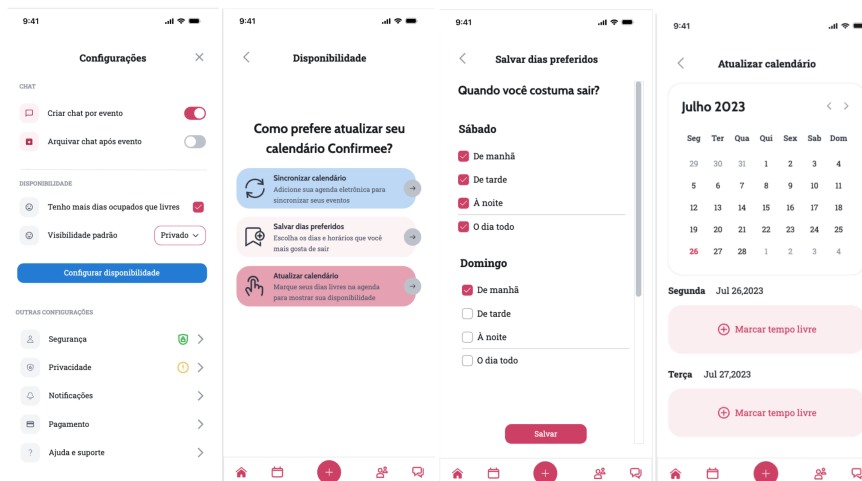 9:41
Configurações
CHAT
Criar chat por evento
Arquivar chat após evento
DISPONIBILIDADE
Tenho mais dias ocupados que livres
Visibilidade padrão
Privado
Configurar disponibilidade
OUTRAS CONFIGURAÇÕES
Segurança
Privacidade
Notificações
Pagamento
? Ajuda e suporte
9:41
Disponibilidade
Como prefere atualizar seu
calendário Confirmee?
Sincronizar calendário
Adicione sua agenda eletrônica para
sincronizar seus eventos
Salvar dias preferidos
Escolha os dias e horários que você
mais gosta de sair
Atualizar calendário
Marque seus dias livres na agenda
para mostrar sua disponibilidade
9:41
Salvar dias preferidos
Quando você costuma sair?
Sábado
De manhã
De tarde
À noite
O dia todo
Domingo
De manhã
De tarde
À noite
O dia todo
Salvar
9:41
Atualizar calendário
Julho 2023
Seg Ter Qua Qui Sex Sab Dom
29 30 31 1 2 3 4
5 6 7 8 9 10 11
12 13 14 15 16 17 18
19 20 21 22 23 24 25
26 27 28 1 2 3 4
Segunda Jul 26,2023
Marcar tempo livre
Terça Jul 27,2023
Marcar tempo livre